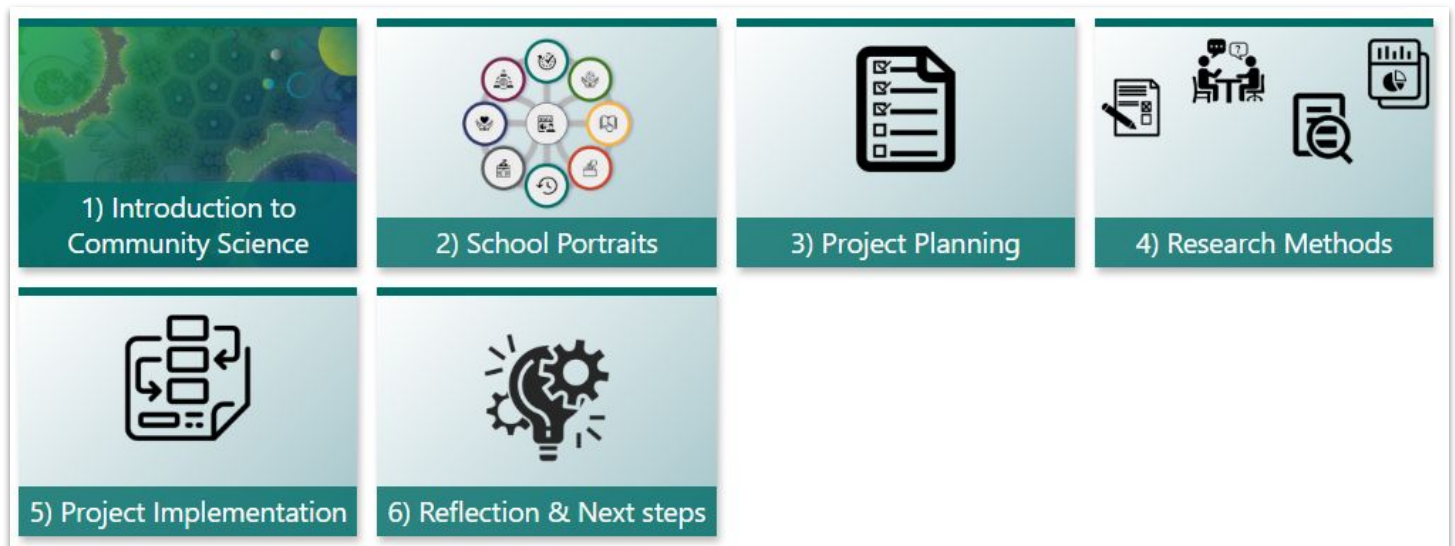 1) Introduction to
Community Science
2) School Portraits
3) Project Planning
4) Research Methods
5) Project Implementation
6) Reflection & Next steps